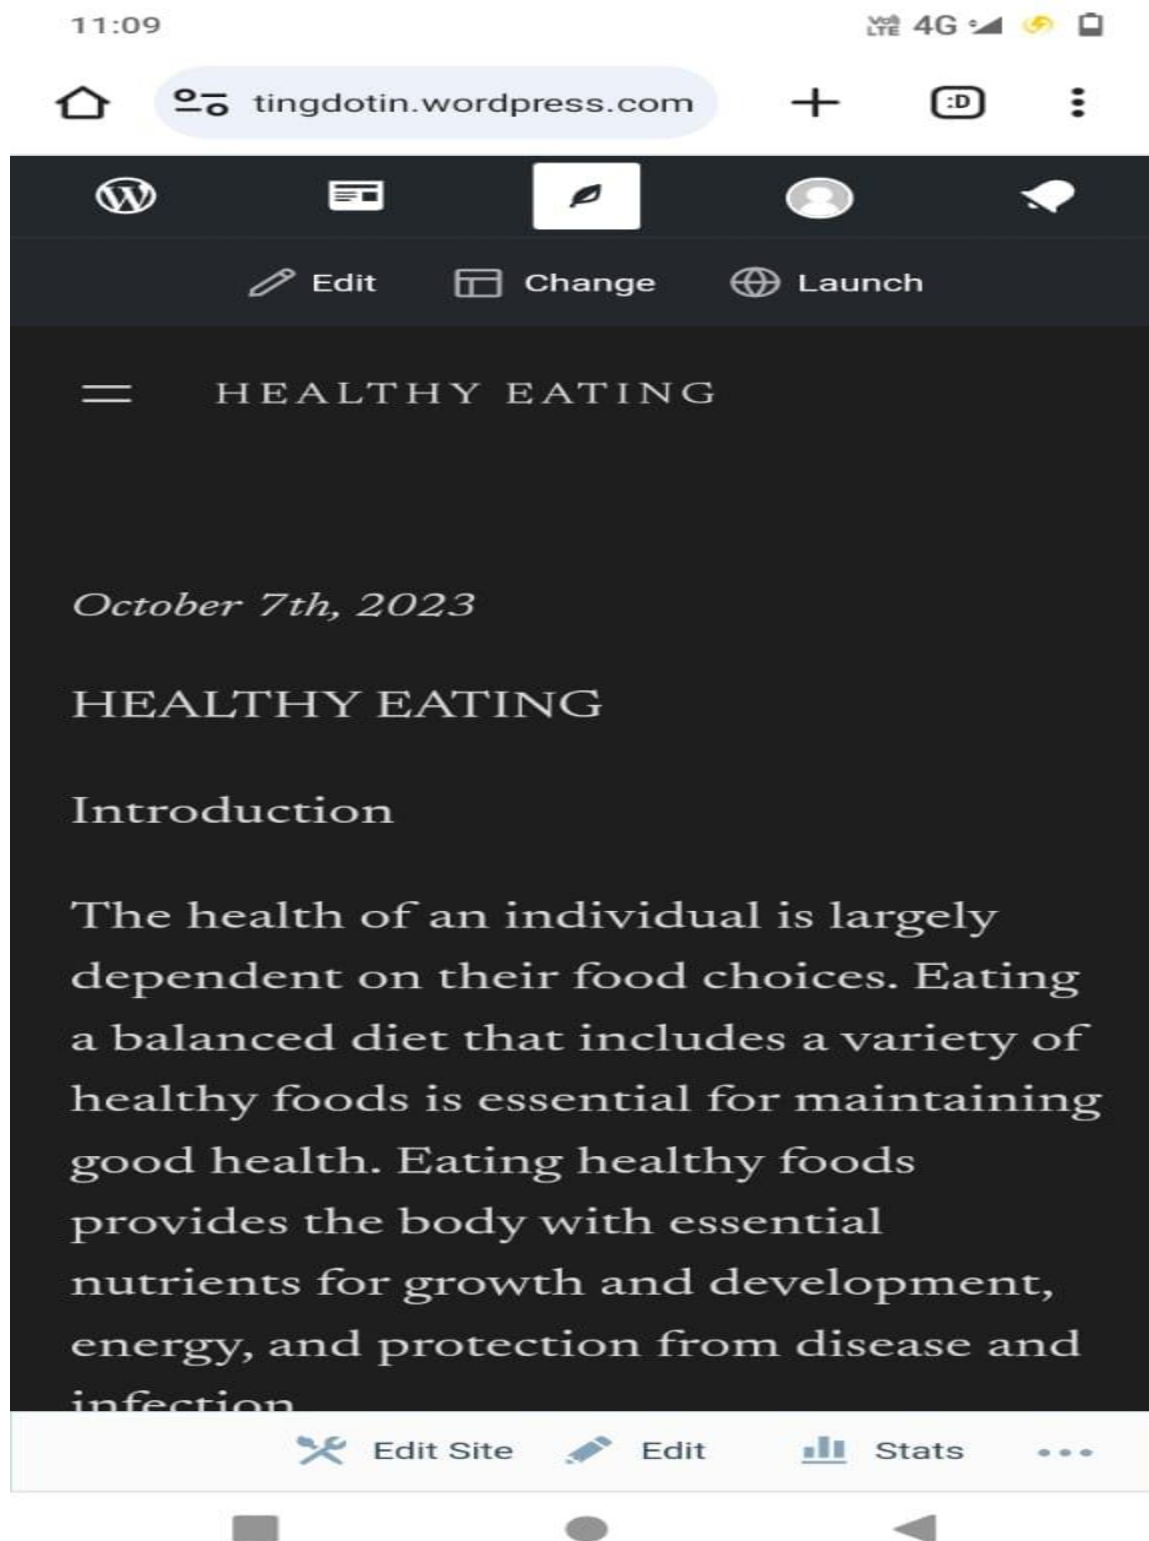 11:09
Vo)) LTE 4G
tingdotin.wordpress.com
:D
Edit Change Launch
HEALTHY EATING
October 7th, 2023
HEALTHY EATING
Introduction
The health of an individual is largely
dependent on their food choices. Eating
a balanced diet that includes a variety of
healthy foods is essential for maintaining
good health. Eating healthy foods
provides the body with essential
nutrients for growth and development,
energy, and protection from disease and
infection
Edit Site Edit Stats